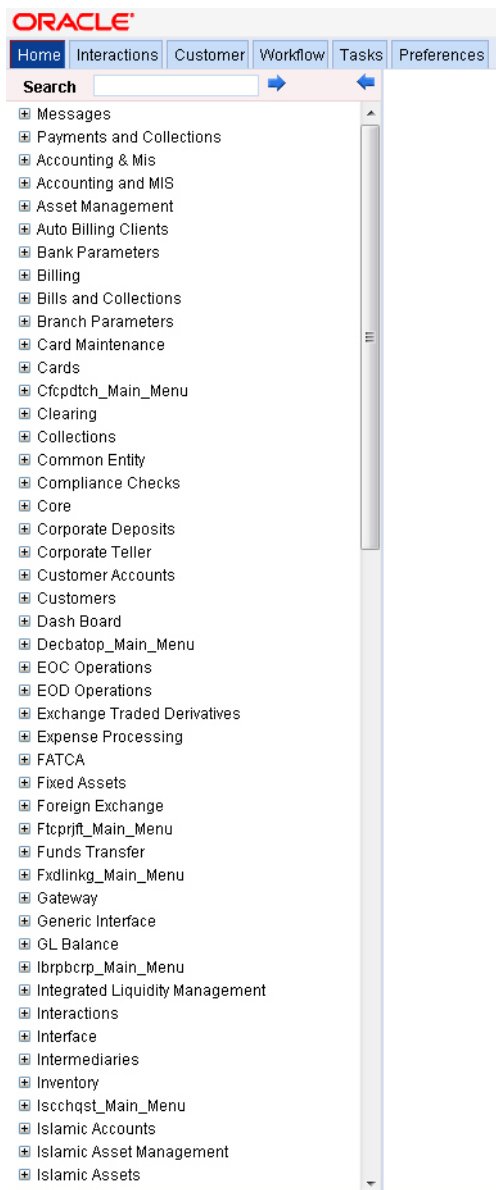 ORACLE'
Home Interactions Customer Workflow Tasks Preferences
Search
Messages
Payments and Collections
Accounting & Mis
Accounting and MIS
Asset Management
Auto Billing Clients
Bank Parameters
Billing
Bills and Collections
Branch Parameters
Card Maintenance
Cards
Cfcpdtch_Main_Menu
Clearing
Collections
Common Entity
Compliance Checks
Core
Corporate Deposits
Corporate Teller
Customer Accounts
Customers
Dash Board
Decbatop_Main_Menu
EOC Operations
EOD Operations
Exchange Traded Derivatives
Expense Processing
FATCA
Fixed Assets
Foreign Exchange
Ftcprjft_Main_Menu
Funds Transfer
Fxdlinkg_Main_Menu
Gateway
Generic Interface
GL Balance
Ibrpbcrp_Main_Menu
Integrated Liquidity Management
Interactions
Interface
Intermediaries
Inventory
Iscchqst_Main_Menu
Islamic Accounts
Islamic Asset Management
Islamic Assets